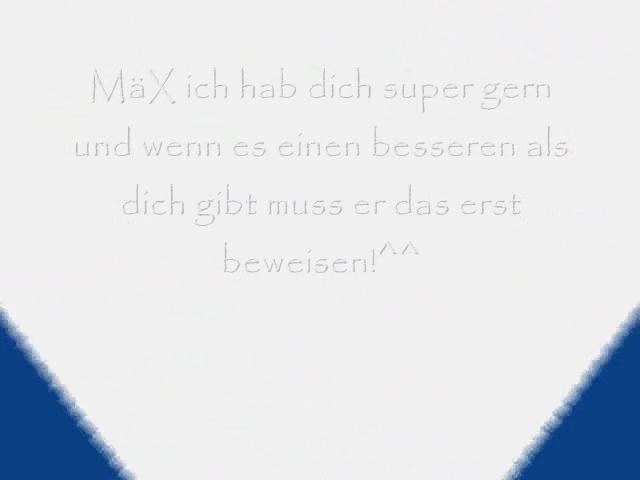 MäX ich hab dich super gern
und wenn es einen besseren als
dich gibt muss er das erst
beweisen!^^